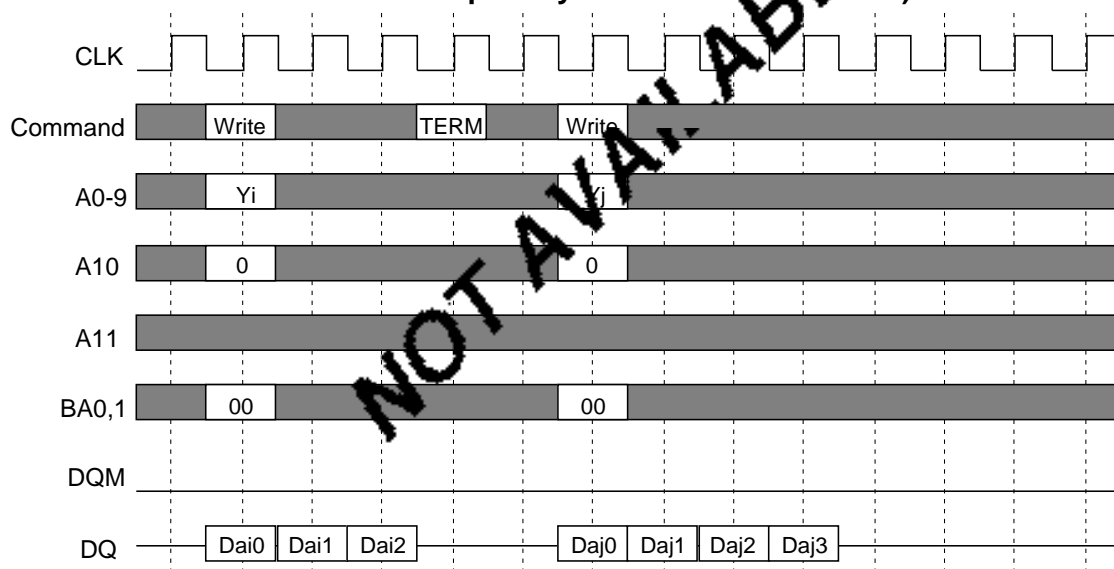 CLK
Command Write TERM Write
A0-9 Yi Yj
A10 0 0
A11
BA0,1 00 00
DQM
DQ Dai0 Dai1 Dai2 Daj0 Daj1 Daj2 Daj3
NOT